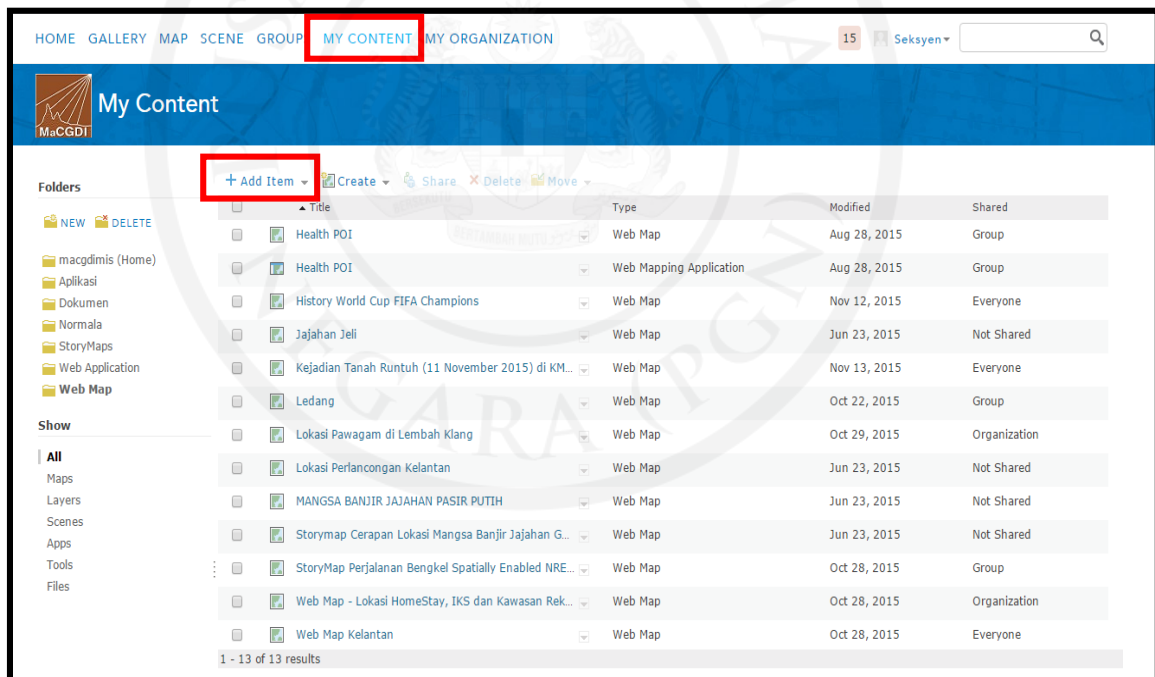 HOME GALLERY MAP SCENE GROUP MY CONTENT MY ORGANIZATION 15 Seksyen
MaCGDI
My Content
Folders
NEW DELETE
macgdimis (Home)
Aplikasi
Dokumen
Normala
StoryMaps
Web Application
Web Map
Show
All
Maps
Layers
Scenes
Apps
Tools
Files
+ Add Item Create Share Delete Move
Title Type Modified Shared
Health POI Web Map Aug 28, 2015 Group
Health POI Web Mapping Application Aug 28, 2015 Group
History World Cup FIFA Champions Web Map Nov 12, 2015 Everyone
Jajahan Jeli Web Map Jun 23, 2015 Not Shared
Kejadian Tanah Runtuh (11 November 2015) di KM... Web Map Nov 13, 2015 Everyone
Ledang Web Map Oct 22, 2015 Group
Lokasi Pawagam di Lembah Klang Web Map Oct 29, 2015 Organization
Lokasi Perlancongan Kelantan Web Map Jun 23, 2015 Not Shared
MANGSA BANJIR JAJAHAN PASIR PUTIH Web Map Jun 23, 2015 Not Shared
Storymap Cerapan Lokasi Mangsa Banjir Jajahan G... Web Map Jun 23, 2015 Not Shared
StoryMap Perjalanan Bengkel Spatially Enabled NRE... Web Map Oct 28, 2015 Group
Web Map - Lokasi HomeStay, IKS dan Kawasan Rek... Web Map Oct 28, 2015 Organization
Web Map Kelantan Web Map Oct 28, 2015 Everyone
1 - 13 of 13 results
NEGARA (PGN)